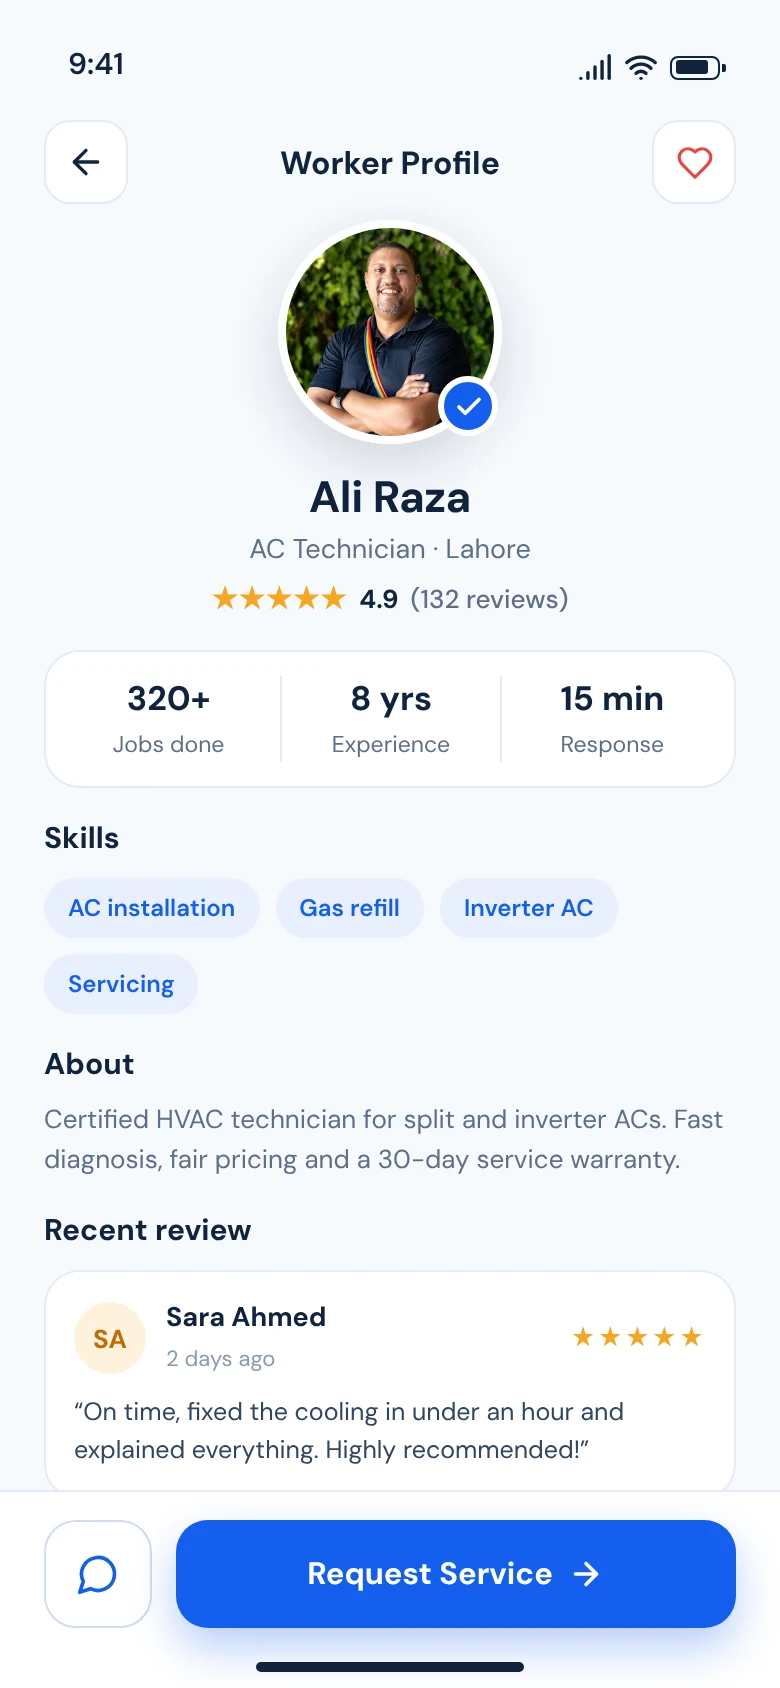 9:41
Worker Profile
Ali Raza
AC Technician · Lahore
★★★★★ 4.9 (132 reviews)
320+ 8 yrs 15 min
Jobs done Experience Response
Skills
AC installation Gas refill Inverter AC
Servicing
About
Certified HVAC technician for split and inverter ACs. Fast
diagnosis, fair pricing and a 30-day service warranty.
Recent review
SA Sara Ahmed ★★★★★
2 days ago
“On time, fixed the cooling in under an hour and
explained everything. Highly recommended!”
Request Service →